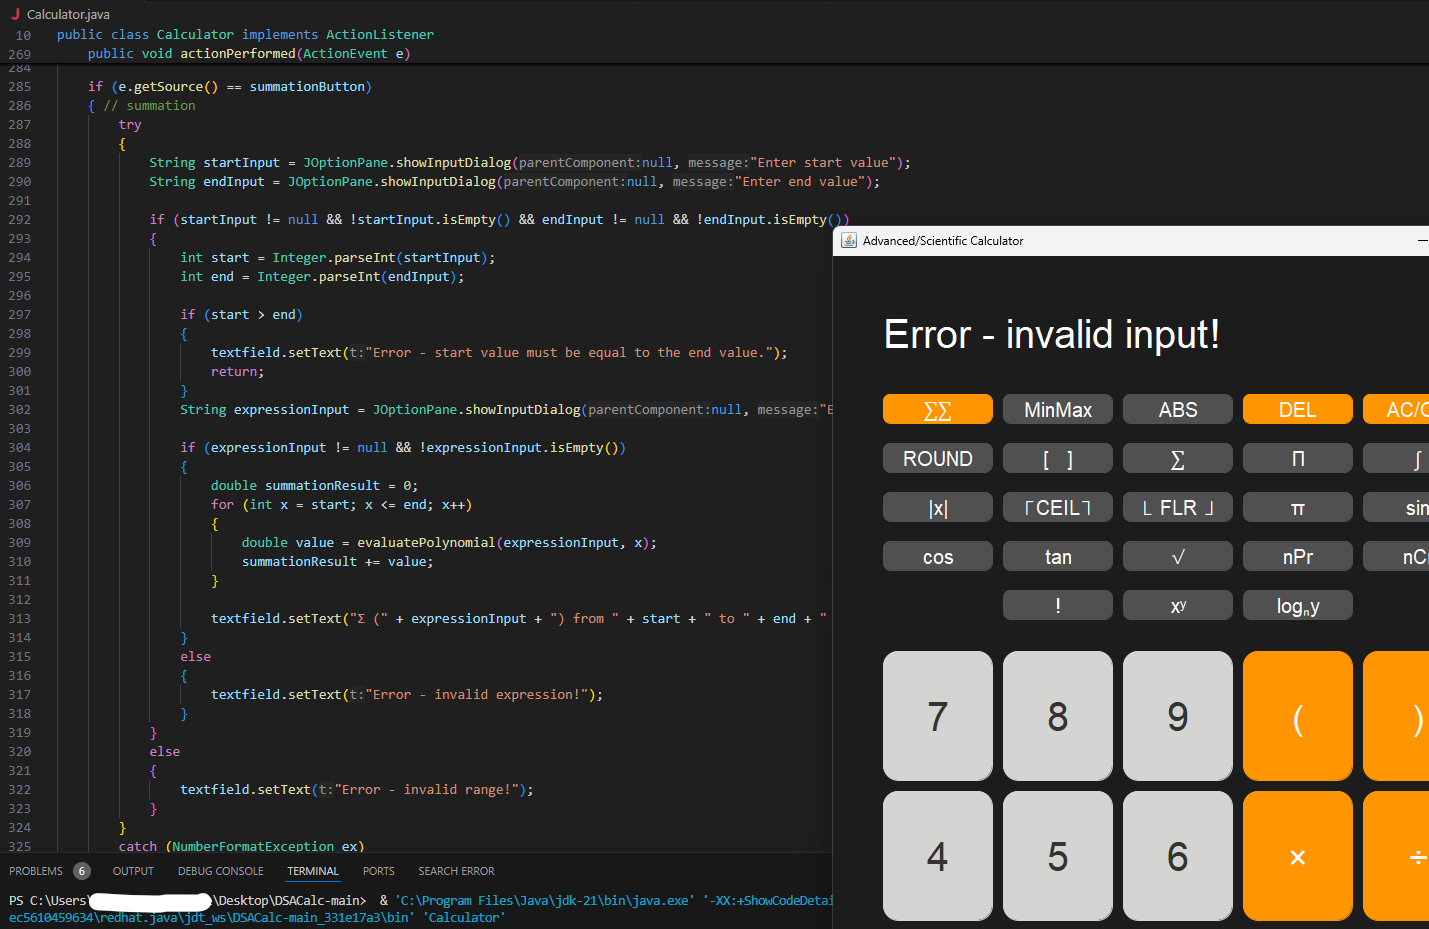 J Calculator.java
10 public class Calculator implements ActionListener
269 public void actionPerformed(ActionEvent e)
284
285 if (e.getSource() == summationButton)
286 { // summation
287 try
288 {
289 String startInput = JOptionPane.showInputDialog(parentComponent:null, message:"Enter start value");
290 String endInput = JOptionPane.showInputDialog(parentComponent:null, message:"Enter end value");
291
292 if (startInput != null && !startInput.isEmpty() && endInput != null && !endInput.isEmpty())
293 {
294 int start = Integer.parseInt(startInput);
295 int end = Integer.parseInt(endInput);
296
297 if (start > end)
298 {
299 textfield.setText(t:"Error - start value must be equal to the end value.");
300 return;
301 }
302 String expressionInput = JOptionPane.showInputDialog(parentComponent:null, message:"E
303
304 if (expressionInput != null && !expressionInput.isEmpty())
305 {
306 double summationResult = 0;
307 for (int x = start; x <= end; x++)
308 {
309 double value = evaluatePolynomial(expressionInput, x);
310 summationResult += value;
311 }
312
313 textfield.setText("Σ (" + expressionInput + ") from " + start + " to " + end + "
314 }
315 else
316 {
317 textfield.setText(t:"Error - invalid expression!");
318 }
319 }
320 else
321 {
322 textfield.setText(t:"Error - invalid range!");
323 }
324 }
325 catch (NumberFormatException ex)
PROBLEMS 6 OUTPUT DEBUG CONSOLE TERMINAL PORTS SEARCH ERROR
PS C:\Users\ \Desktop\DSACalc-main> & 'C:\Program Files\Java\jdk-21\bin\java.exe' '-XX:+ShowCodeDetai
ec5610459634\redhat.java\jdt_ws\DSACalc-main_331e17a3\bin' 'Calculator'
Advanced/Scientific Calculator
Error - invalid input!
∑∑ MinMax ABS DEL AC/C
ROUND [ ] ∑ Π ∫
|x| ⌈CEIL⌉ ⌊ FLR ⌋ π sin
cos tan √ nPr nCr
! xʸ logₙy
7 8 9 ( )
4 5 6 × ÷